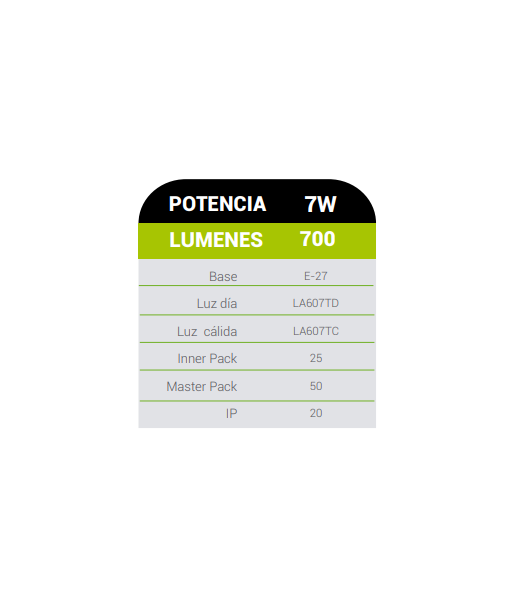 POTENCIA 7W
LUMENES 700
Base E-27
Luz día LA607TD
Luz cálida LA607TC
Inner Pack 25
Master Pack 50
IP 20